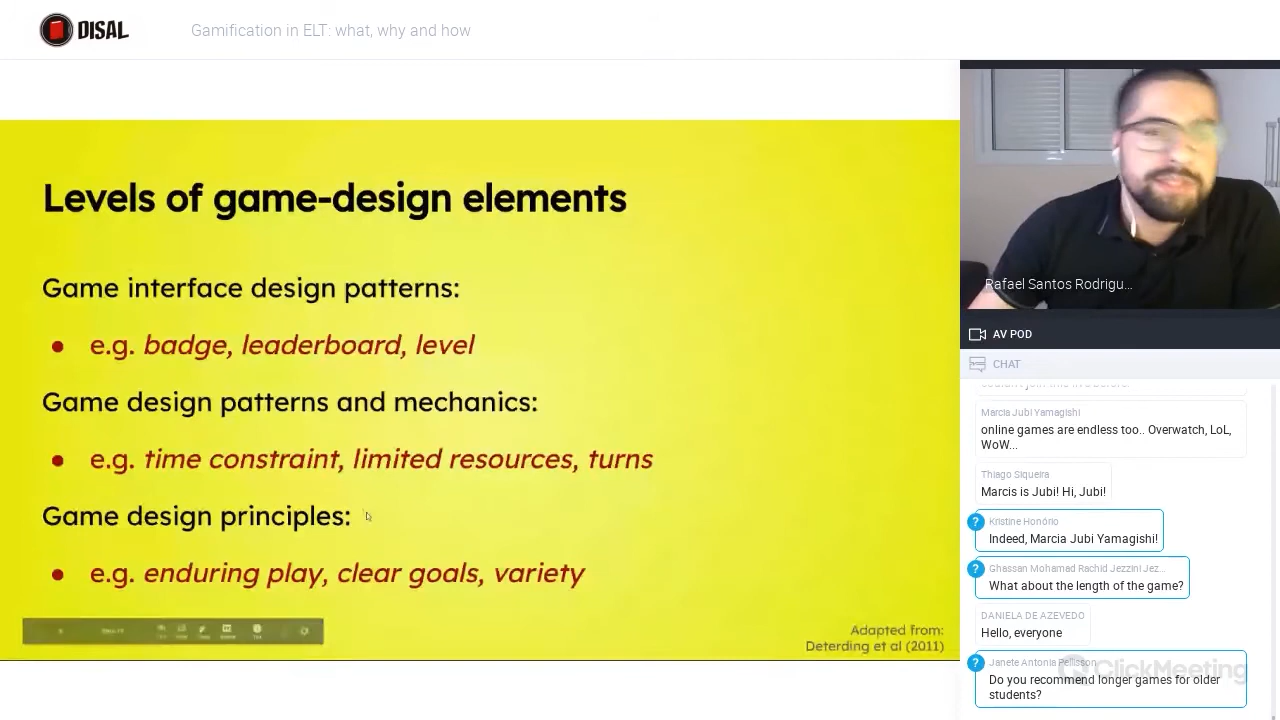 DISAL
Gamification in ELT: what, why and how
Levels of game-design elements
Game interface design patterns:
e.g. badge, leaderboard, level
Game design patterns and mechanics:
e.g. time constraint, limited resources, turns
Game design principles:
e.g. enduring play, clear goals, variety
Adapted from:
Deterding et al (2011)
Rafael Santos Rodrigu...
AV POD
CHAT
Marcia Jubi Yamagishi
online games are endless too.. Overwatch, LoL,
WoW...
Thiago Siqueira
Marcis is Jubi! Hi, Jubi!
?
Kristine Honório
Indeed, Marcia Jubi Yamagishi!
?
Ghassan Mohamad Rachid Jezzini Jez...
What about the length of the game?
DANIELA DE AZEVEDO
Hello, everyone
?
Janete Antonia Pellisson
ClickMeeting
Do you recommend longer games for older
students?